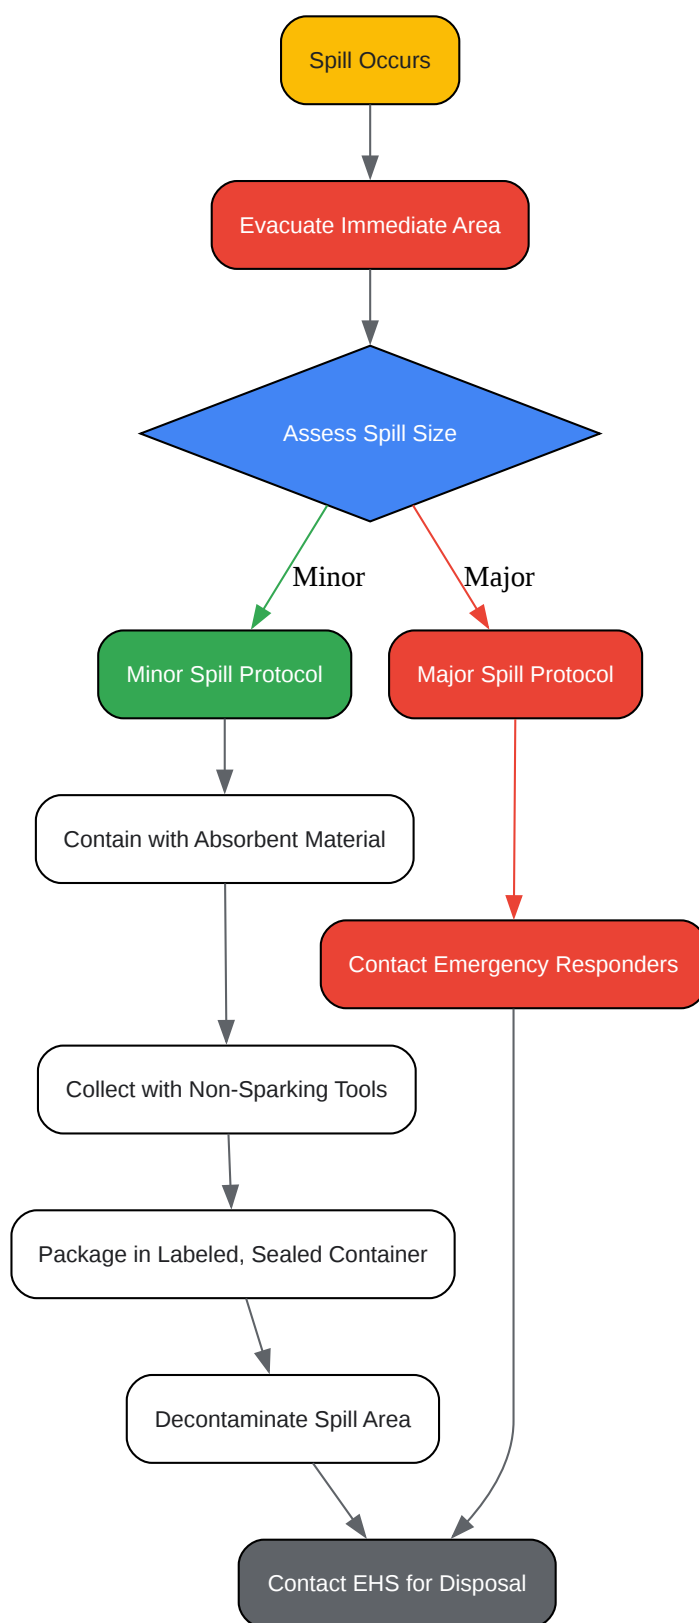 Spill Occurs
Evacuate Immediate Area
Assess Spill Size
Minor
Major
Minor Spill Protocol
Major Spill Protocol
Contain with Absorbent Material
Contact Emergency Responders
Collect with Non-Sparking Tools
Package in Labeled, Sealed Container
Decontaminate Spill Area
Contact EHS for Disposal